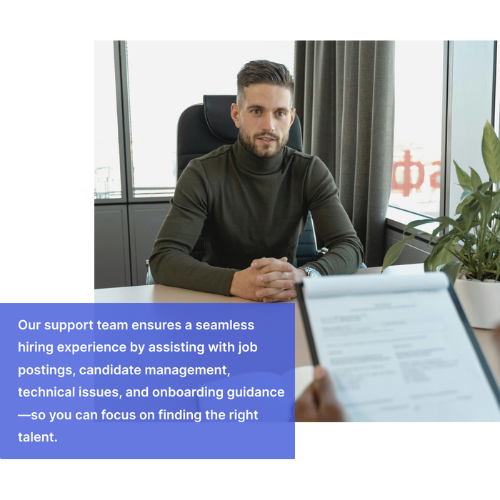 Our support team ensures a seamless
hiring experience by assisting with job
postings, candidate management,
technical issues, and onboarding guidance
—so you can focus on finding the right
talent.